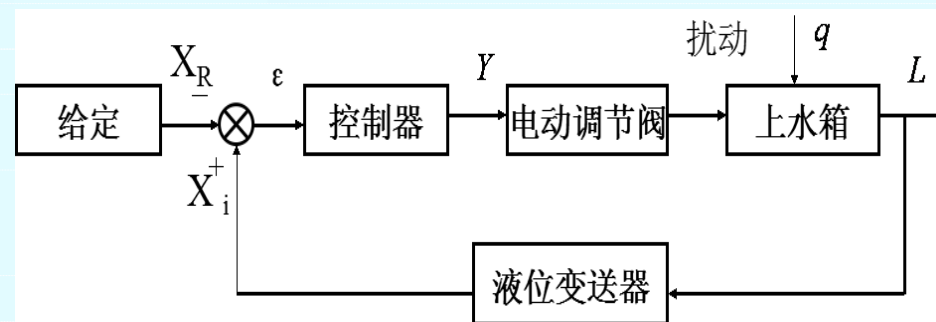 扰动 q
X_R ε Y L
−
给定 控制器 电动调节阀 上水箱
+
X_i
液位变送器